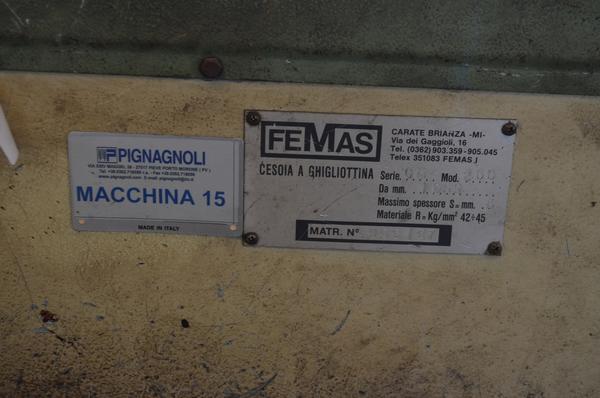 PIGNAGNOLI
MACCHINA 15
MADE IN ITALY
FEMAS
CESOIA A GHIGLIOTTINA
CARATE BRIANZA -MI-
Via dei Gaggioli, 16
Tel. (0362) 903.359 - 905.045
Telex 351083 FEMAS J
Serie. Mod. 300
Da mm.
Massimo spessore S=mm.
Materiale R=Kg/mm² 42÷45
MATR. N°